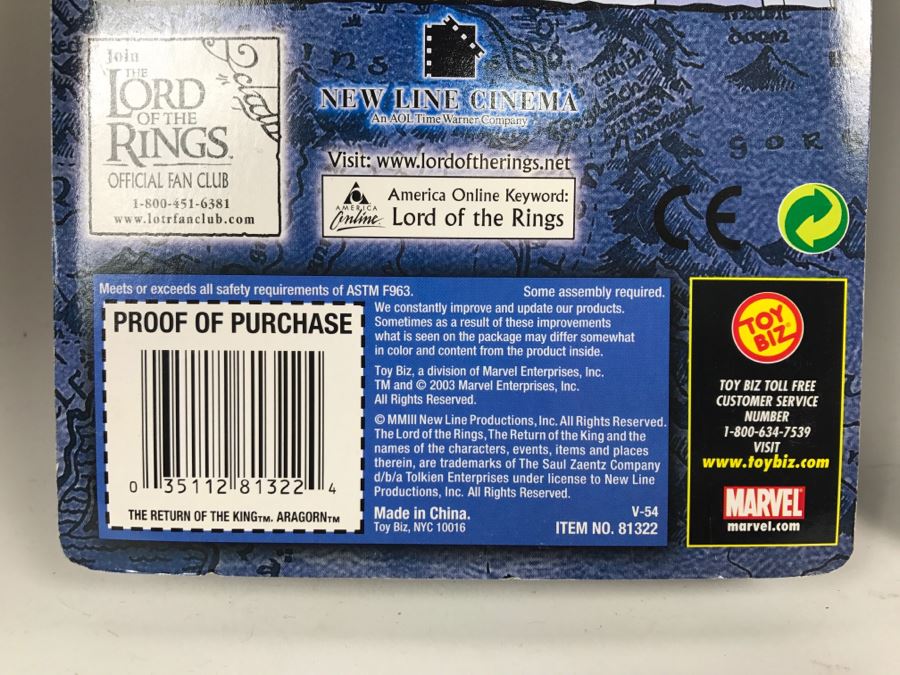 Join
THE
LORD
OF THE
RINGS™
OFFICIAL FAN CLUB
1-800-451-6381
www.lotrfanclub.com
NEW LINE CINEMA
An AOL Time Warner Company
Visit: www.lordoftherings.net
AMERICA
Online
America Online Keyword:
Lord of the Rings
doom
GOR
CE
Meets or exceeds all safety requirements of ASTM F963.
Some assembly required.
PROOF OF PURCHASE
0 35112 81322 4
THE RETURN OF THE KING™. ARAGORN™
We constantly improve and update our products.
Sometimes as a result of these improvements
what is seen on the package may differ somewhat
in color and content from the product inside.
Toy Biz, a division of Marvel Enterprises, Inc.
TM and © 2003 Marvel Enterprises, Inc.
All Rights Reserved.
© MMIII New Line Productions, Inc. All Rights Reserved.
The Lord of the Rings, The Return of the King and the
names of the characters, events, items and places
therein, are trademarks of The Saul Zaentz Company
d/b/a Tolkien Enterprises under license to New Line
Productions, Inc. All Rights Reserved.
Made in China.
Toy Biz, NYC 10016
V-54
ITEM NO. 81322
TOY
BIZ®
TOY BIZ TOLL FREE
CUSTOMER SERVICE
NUMBER
1-800-634-7539
VISIT
www.toybiz.com
MARVEL
marvel.com